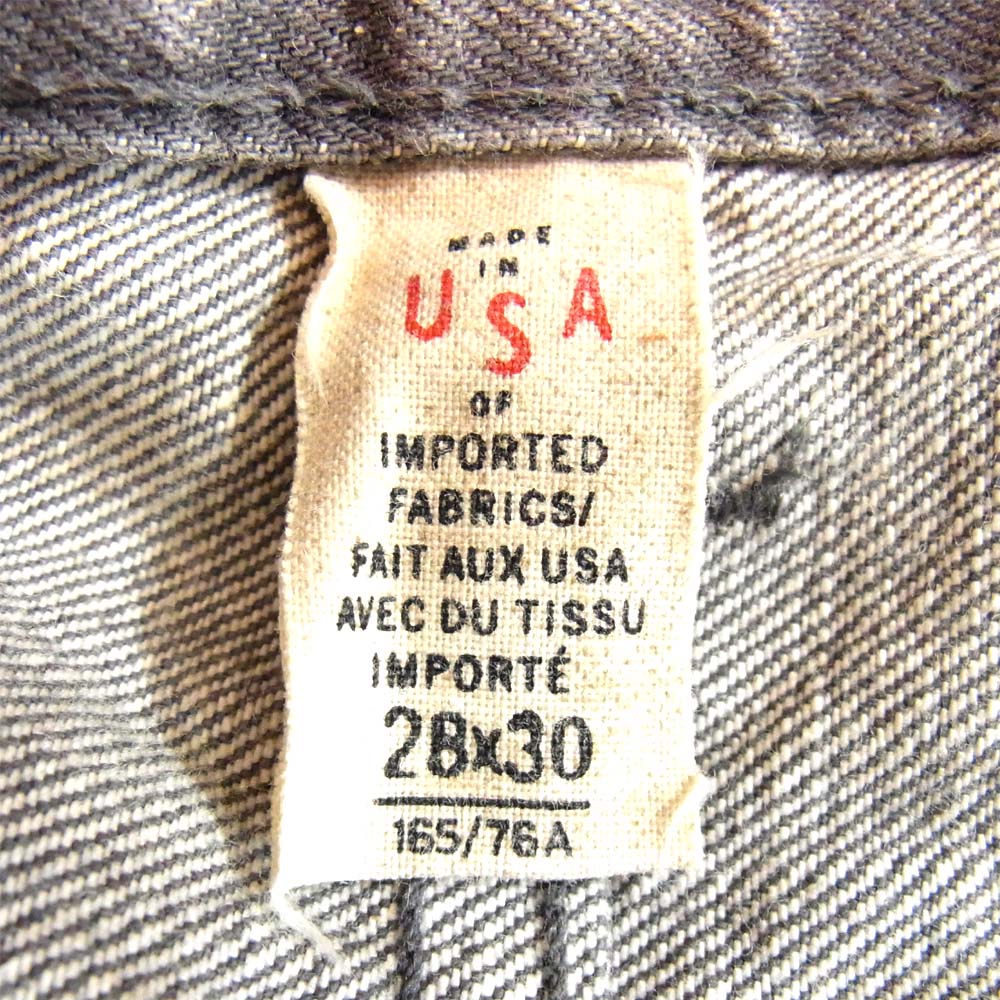 MADE
IN
USA
OF
IMPORTED
FABRICS/
FAIT AUX USA
AVEC DU TISSU
IMPORTÉ
28x30
165/76A